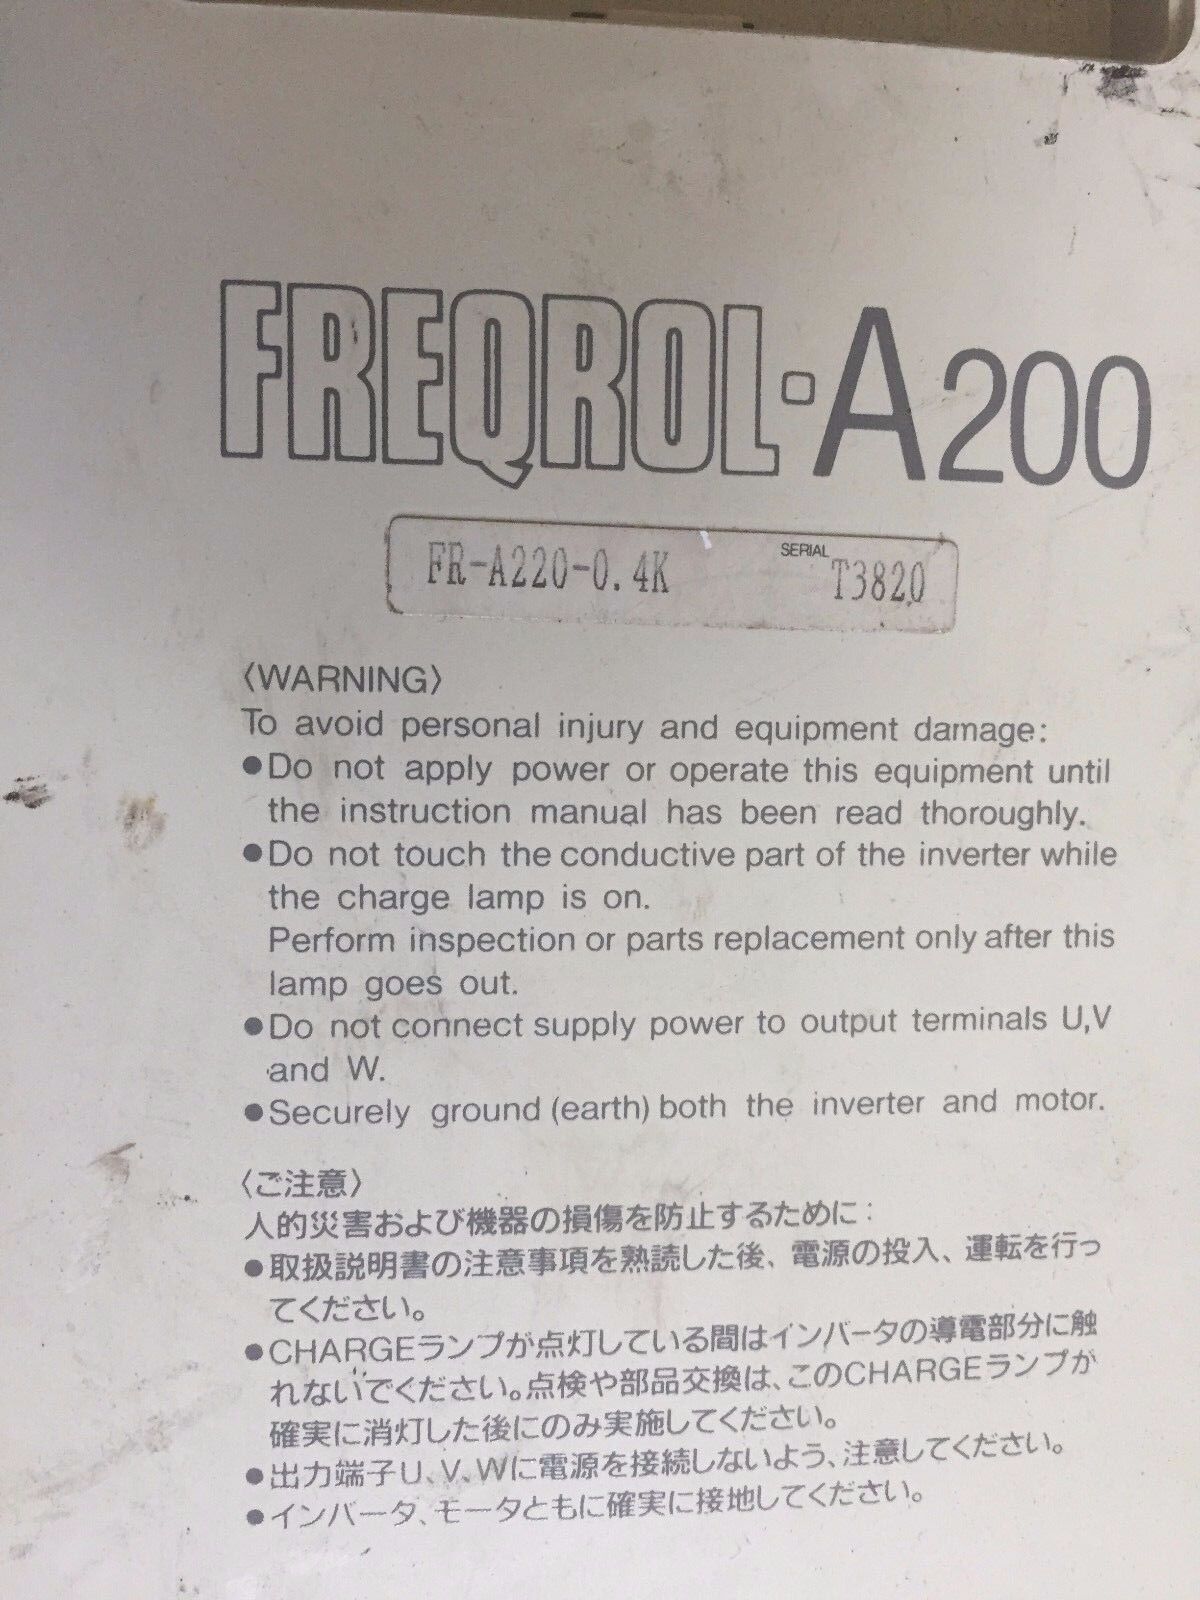 FREQROL-A200
FR-A220-0.4K SERIAL T3820
〈WARNING〉
To avoid personal injury and equipment damage:
●Do not apply power or operate this equipment until
the instruction manual has been read thoroughly.
●Do not touch the conductive part of the inverter while
the charge lamp is on.
Perform inspection or parts replacement only after this
lamp goes out.
●Do not connect supply power to output terminals U,V
and W.
●Securely ground (earth) both the inverter and motor.
〈ご注意〉
人的災害および機器の損傷を防止するために：
●取扱説明書の注意事項を熟読した後、電源の投入、運転を行っ
てください。
●CHARGEランプが点灯している間はインバータの導電部分に触
れないでください。点検や部品交換は、このCHARGEランプが
確実に消灯した後にのみ実施してください。
●出力端子U、V、Wに電源を接続しないよう、注意してください。
●インバータ、モータともに確実に接地してください。